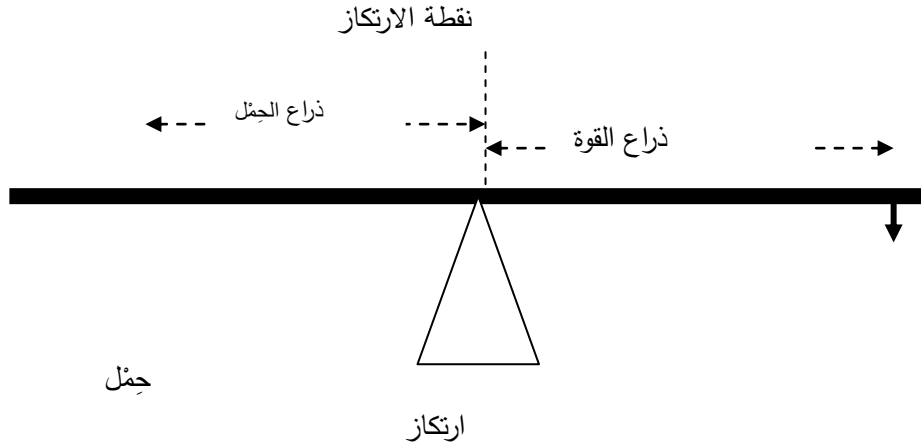 نقطة الارتكاز
ذراع الحِمْل
ذراع القوة
حِمْل
ارتكاز